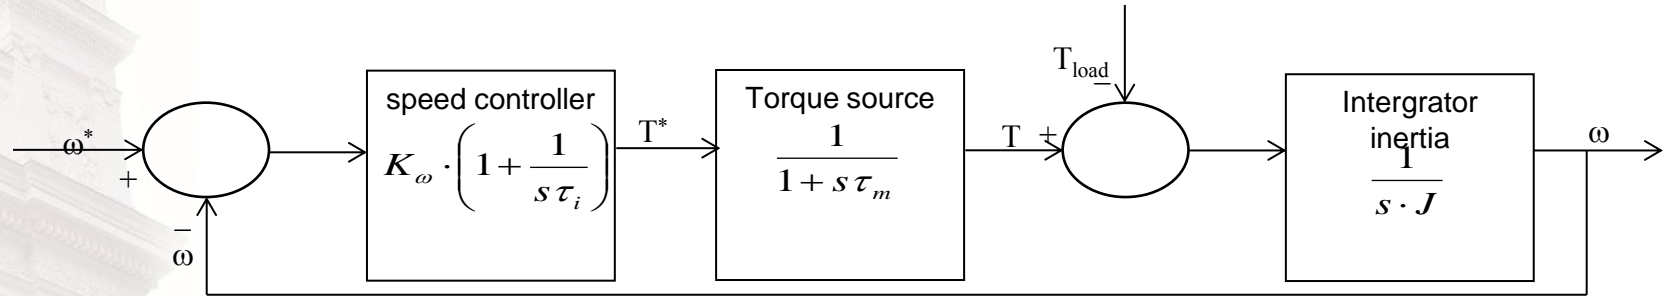 T_load
−
speed controller
Torque source
Intergrator
inertia
ω*
+
K_ω · (1 + 1/(sτ_i))
T*
1/(1 + sτ_m)
T +
1/(s · J)
ω
−
ω